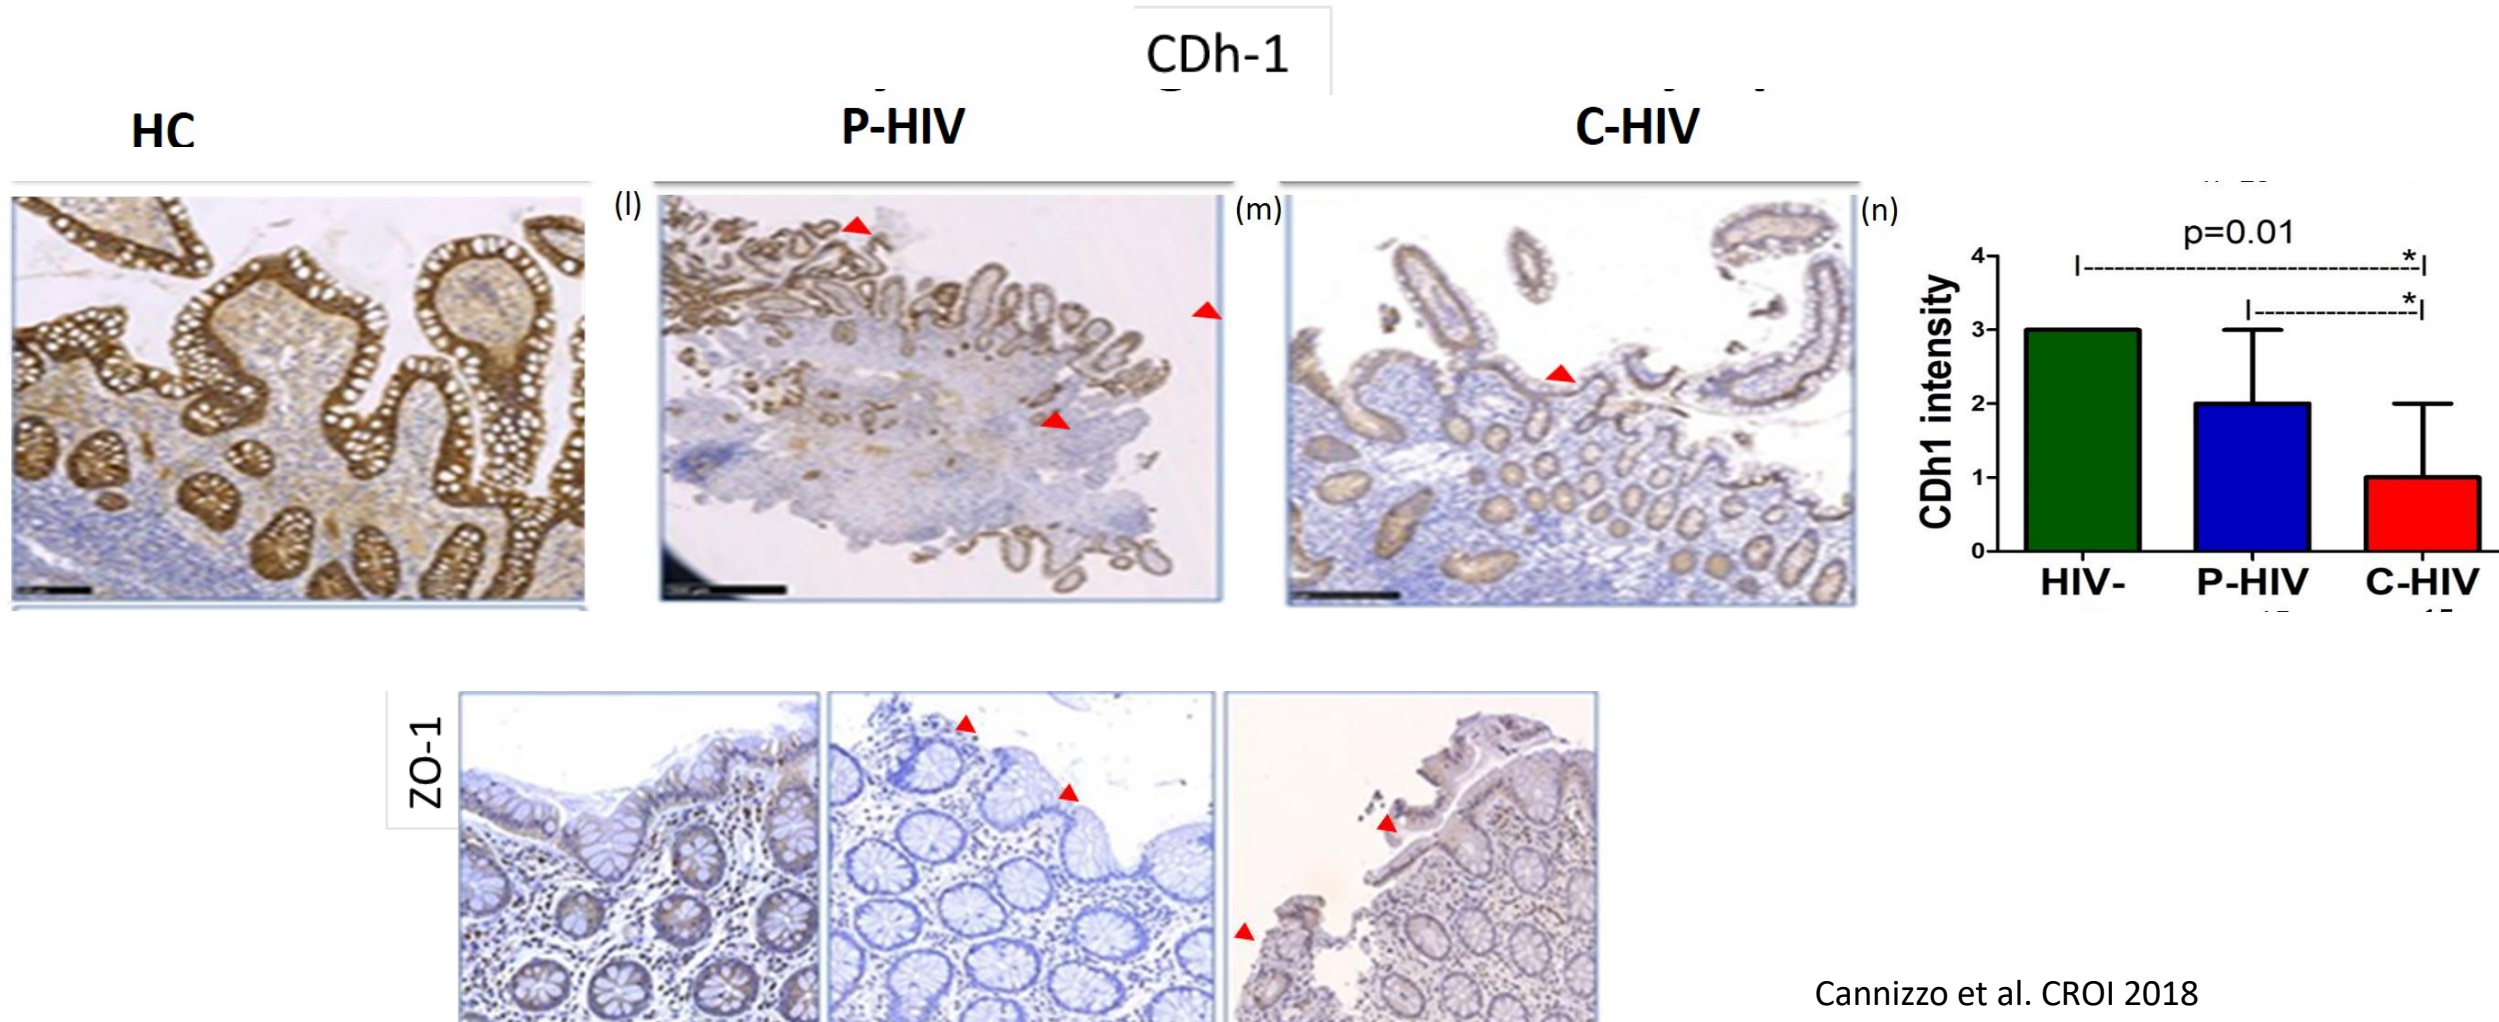 CDh-1
HC
P-HIV
C-HIV
(l)
(m)
(n)
p=0.01
*
*
CDh1 intensity
4
3
2
1
0
HIV-
P-HIV
C-HIV
ZO-1
Cannizzo et al. CROI 2018